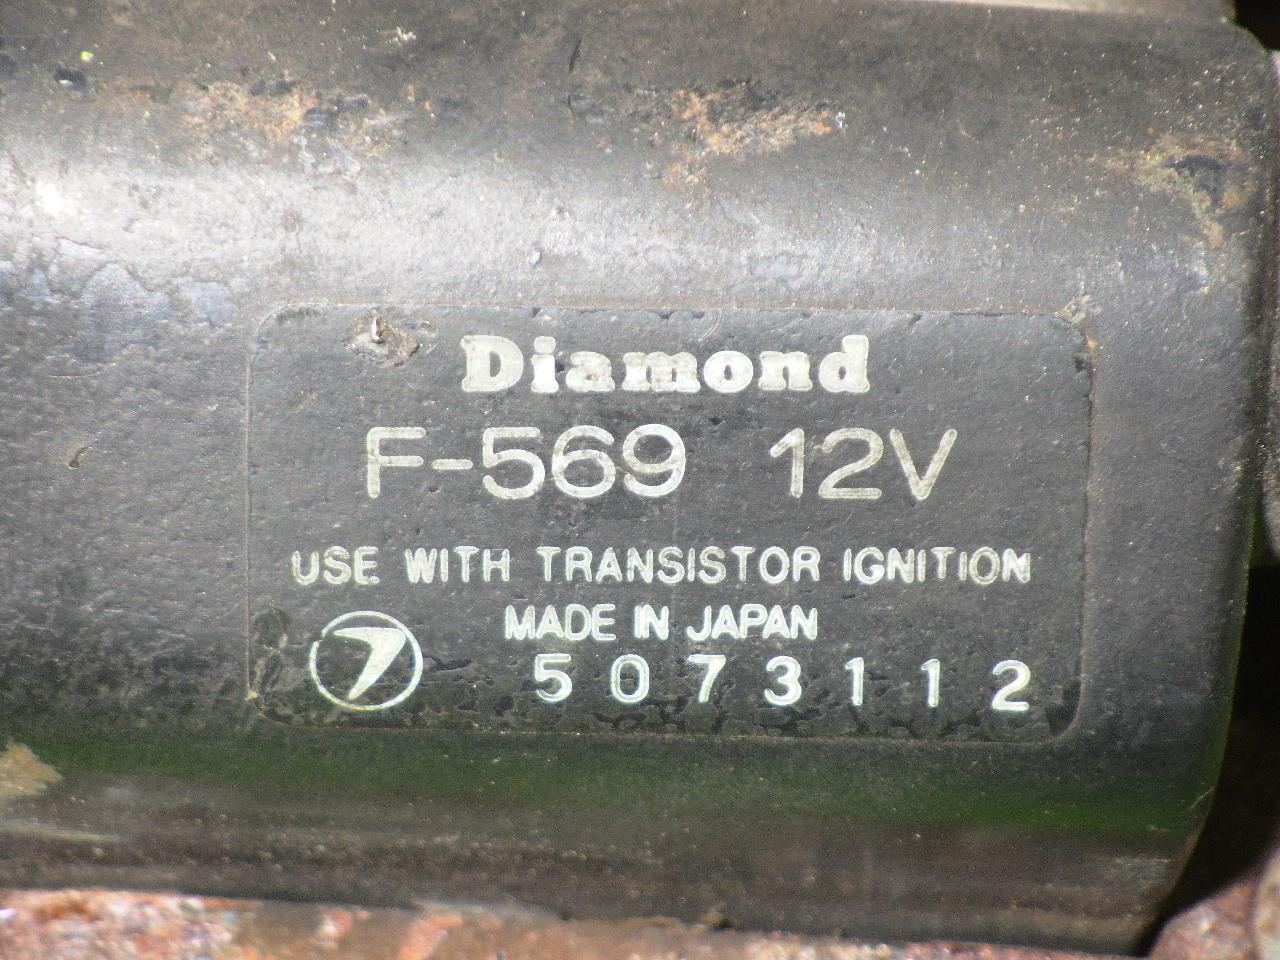 Diamond
F-569 12V
USE WITH TRANSISTOR IGNITION
MADE IN JAPAN
5073112